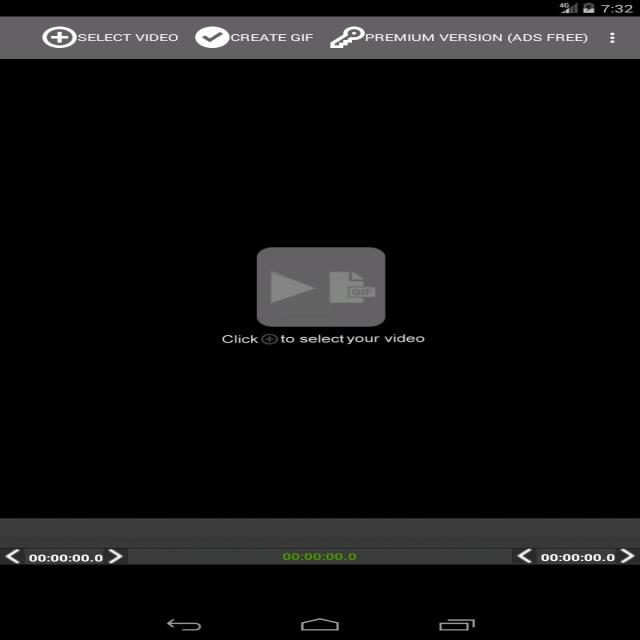 4G 7:32
SELECT VIDEO CREATE GIF PREMIUM VERSION (ADS FREE)
GIF
Click to select your video
00:00:00.0 00:00:00.0 00:00:00.0